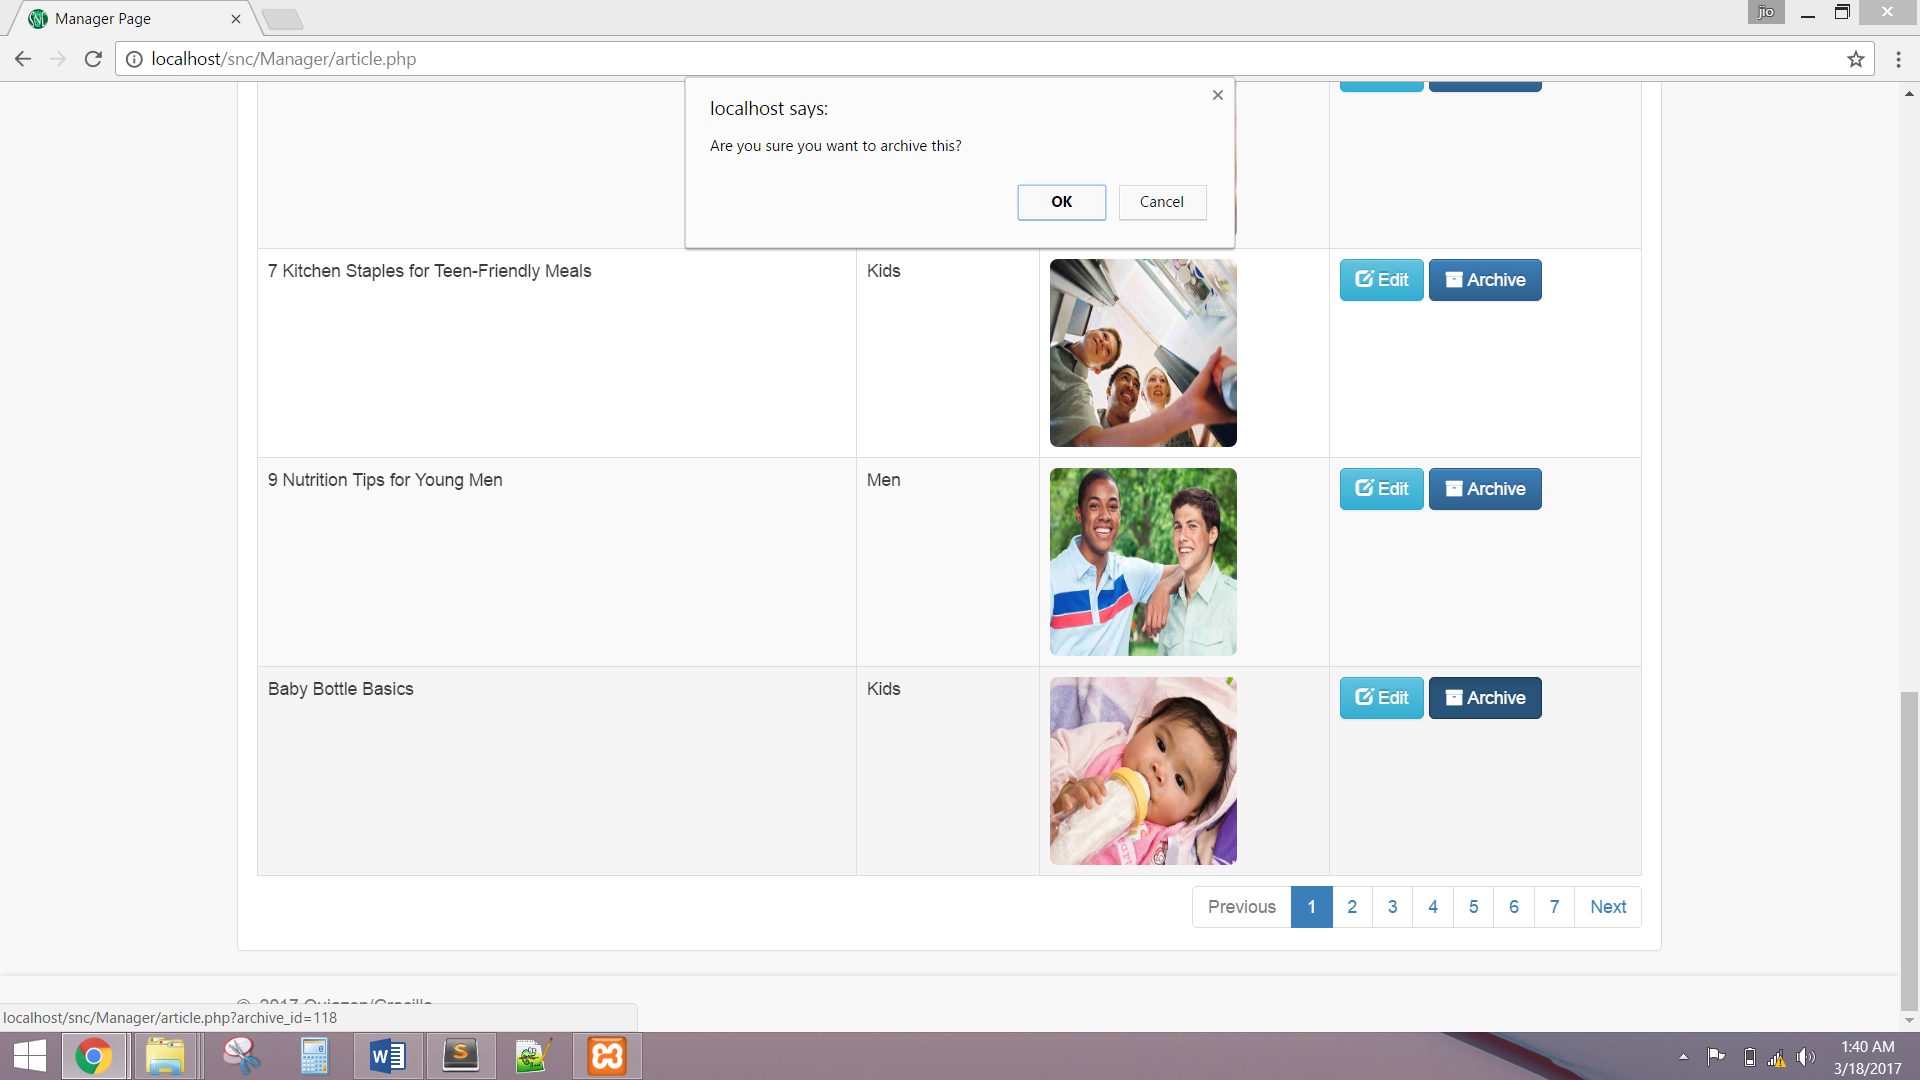 Manager Page
jio
localhost/snc/Manager/article.php
localhost says:
Are you sure you want to archive this?
OK
Cancel
7 Kitchen Staples for Teen-Friendly Meals
Kids
Edit
Archive
9 Nutrition Tips for Young Men
Men
Edit
Archive
Baby Bottle Basics
Kids
Edit
Archive
Previous 1 2 3 4 5 6 7 Next
© 2017
localhost/snc/Manager/article.php?archive_id=118
1:40 AM
3/18/2017